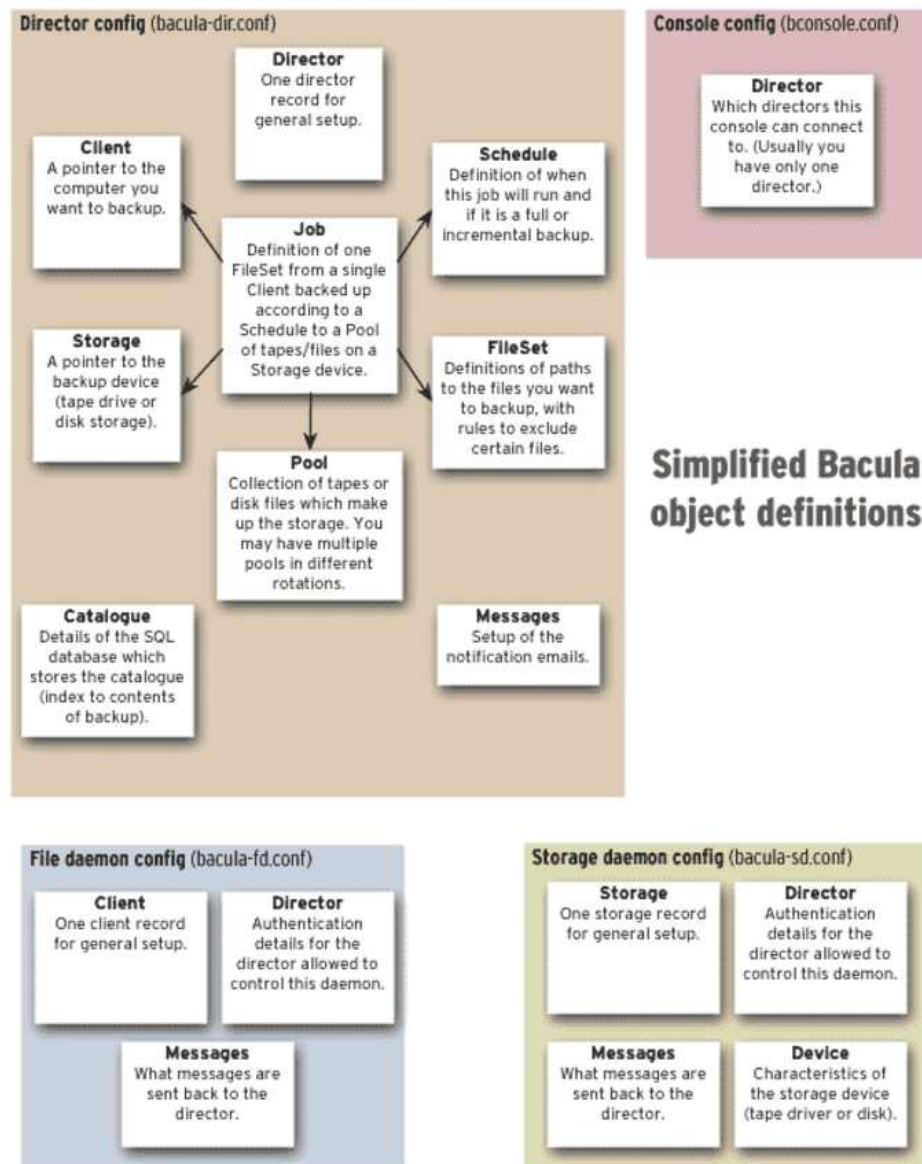 Director config (bacula-dir.conf)
Director
One director
record for
general setup.
Client
A pointer to the
computer you
want to backup.
Schedule
Definition of when
this job will run and
if it is a full or
incremental backup.
Job
Definition of one
FileSet from a single
Client backed up
according to a
Schedule to a Pool
of tapes/files on a
Storage device.
Storage
A pointer to the
backup device
(tape drive or
disk storage).
FileSet
Definitions of paths
to the files you want
to backup, with
rules to exclude
certain files.
Pool
Collection of tapes or
disk files which make
up the storage. You
may have multiple
pools in different
rotations.
Catalogue
Details of the SQL
database which
stores the catalogue
(index to contents
of backup).
Messages
Setup of the
notification emails.
Console config (bconsole.conf)
Director
Which directors this
console can connect
to. (Usually you
have only one
director.)
Simplified Bacula
object definitions
File daemon config (bacula-fd.conf)
Client
One client record
for general setup.
Director
Authentication
details for the
director allowed to
control this daemon.
Messages
What messages are
sent back to the
director.
Storage daemon config (bacula-sd.conf)
Storage
One storage record
for general setup.
Director
Authentication
details for the
director allowed to
control this daemon.
Messages
What messages are
sent back to the
director.
Device
Characteristics of
the storage device
(tape driver or disk).